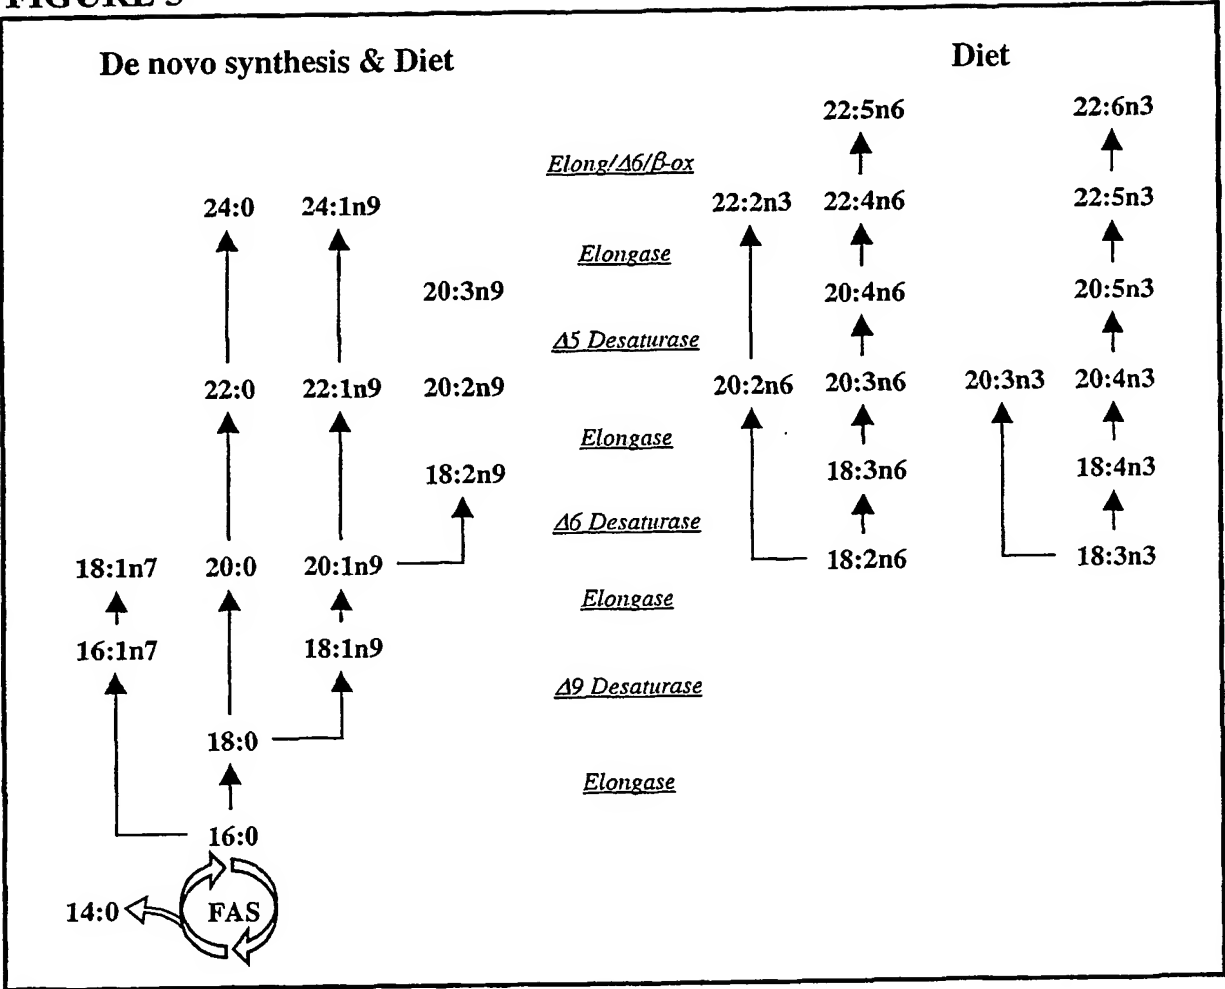 FIGURE 3
De novo synthesis & Diet
Diet
22:5n6
22:6n3
Elong/Δ6/β-ox
24:0
24:1n9
22:2n3
22:4n6
22:5n3
Elongase
20:3n9
20:4n6
20:5n3
Δ5 Desaturase
22:0
22:1n9
20:2n9
20:2n6
20:3n6
20:3n3
20:4n3
Elongase
18:2n9
18:3n6
18:4n3
Δ6 Desaturase
18:1n7
20:0
20:1n9
18:2n6
18:3n3
Elongase
16:1n7
18:1n9
Δ9 Desaturase
18:0
Elongase
16:0
14:0
FAS